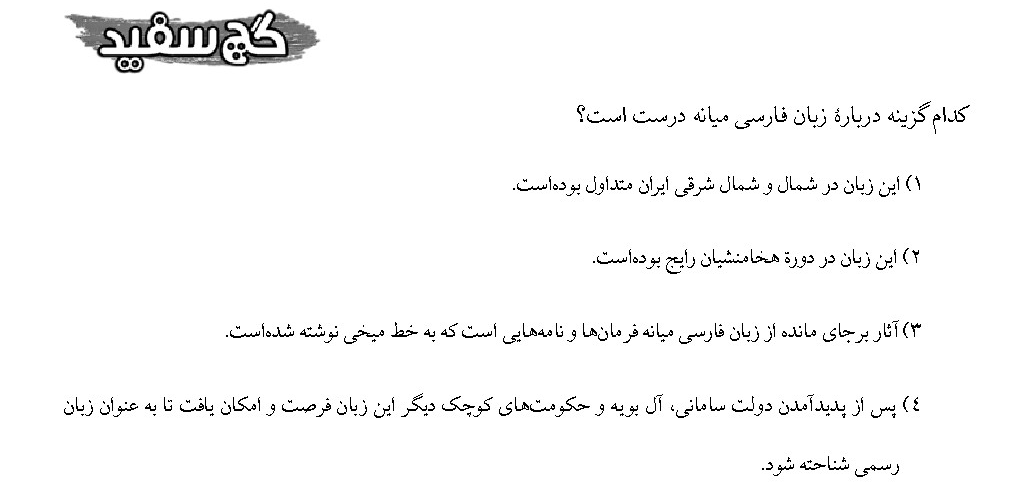 گچ سفید
کدام گزینه دربارۀ زبان فارسی میانه درست است؟
۱) این زبان در شمال و شمال شرقی ایران متداول بوده‌است.
۲) این زبان در دورۀ هخامنشیان رایج بوده‌است.
۳) آثار برجای مانده از زبان فارسی میانه فرمان‌ها و نامه‌هایی است که به خط میخی نوشته شده‌است.
٤) پس از پدیدآمدن دولت سامانی، آل بویه و حکومت‌های کوچک دیگر این زبان فرصت و امکان یافت تا به عنوان زبان
رسمی شناخته شود.